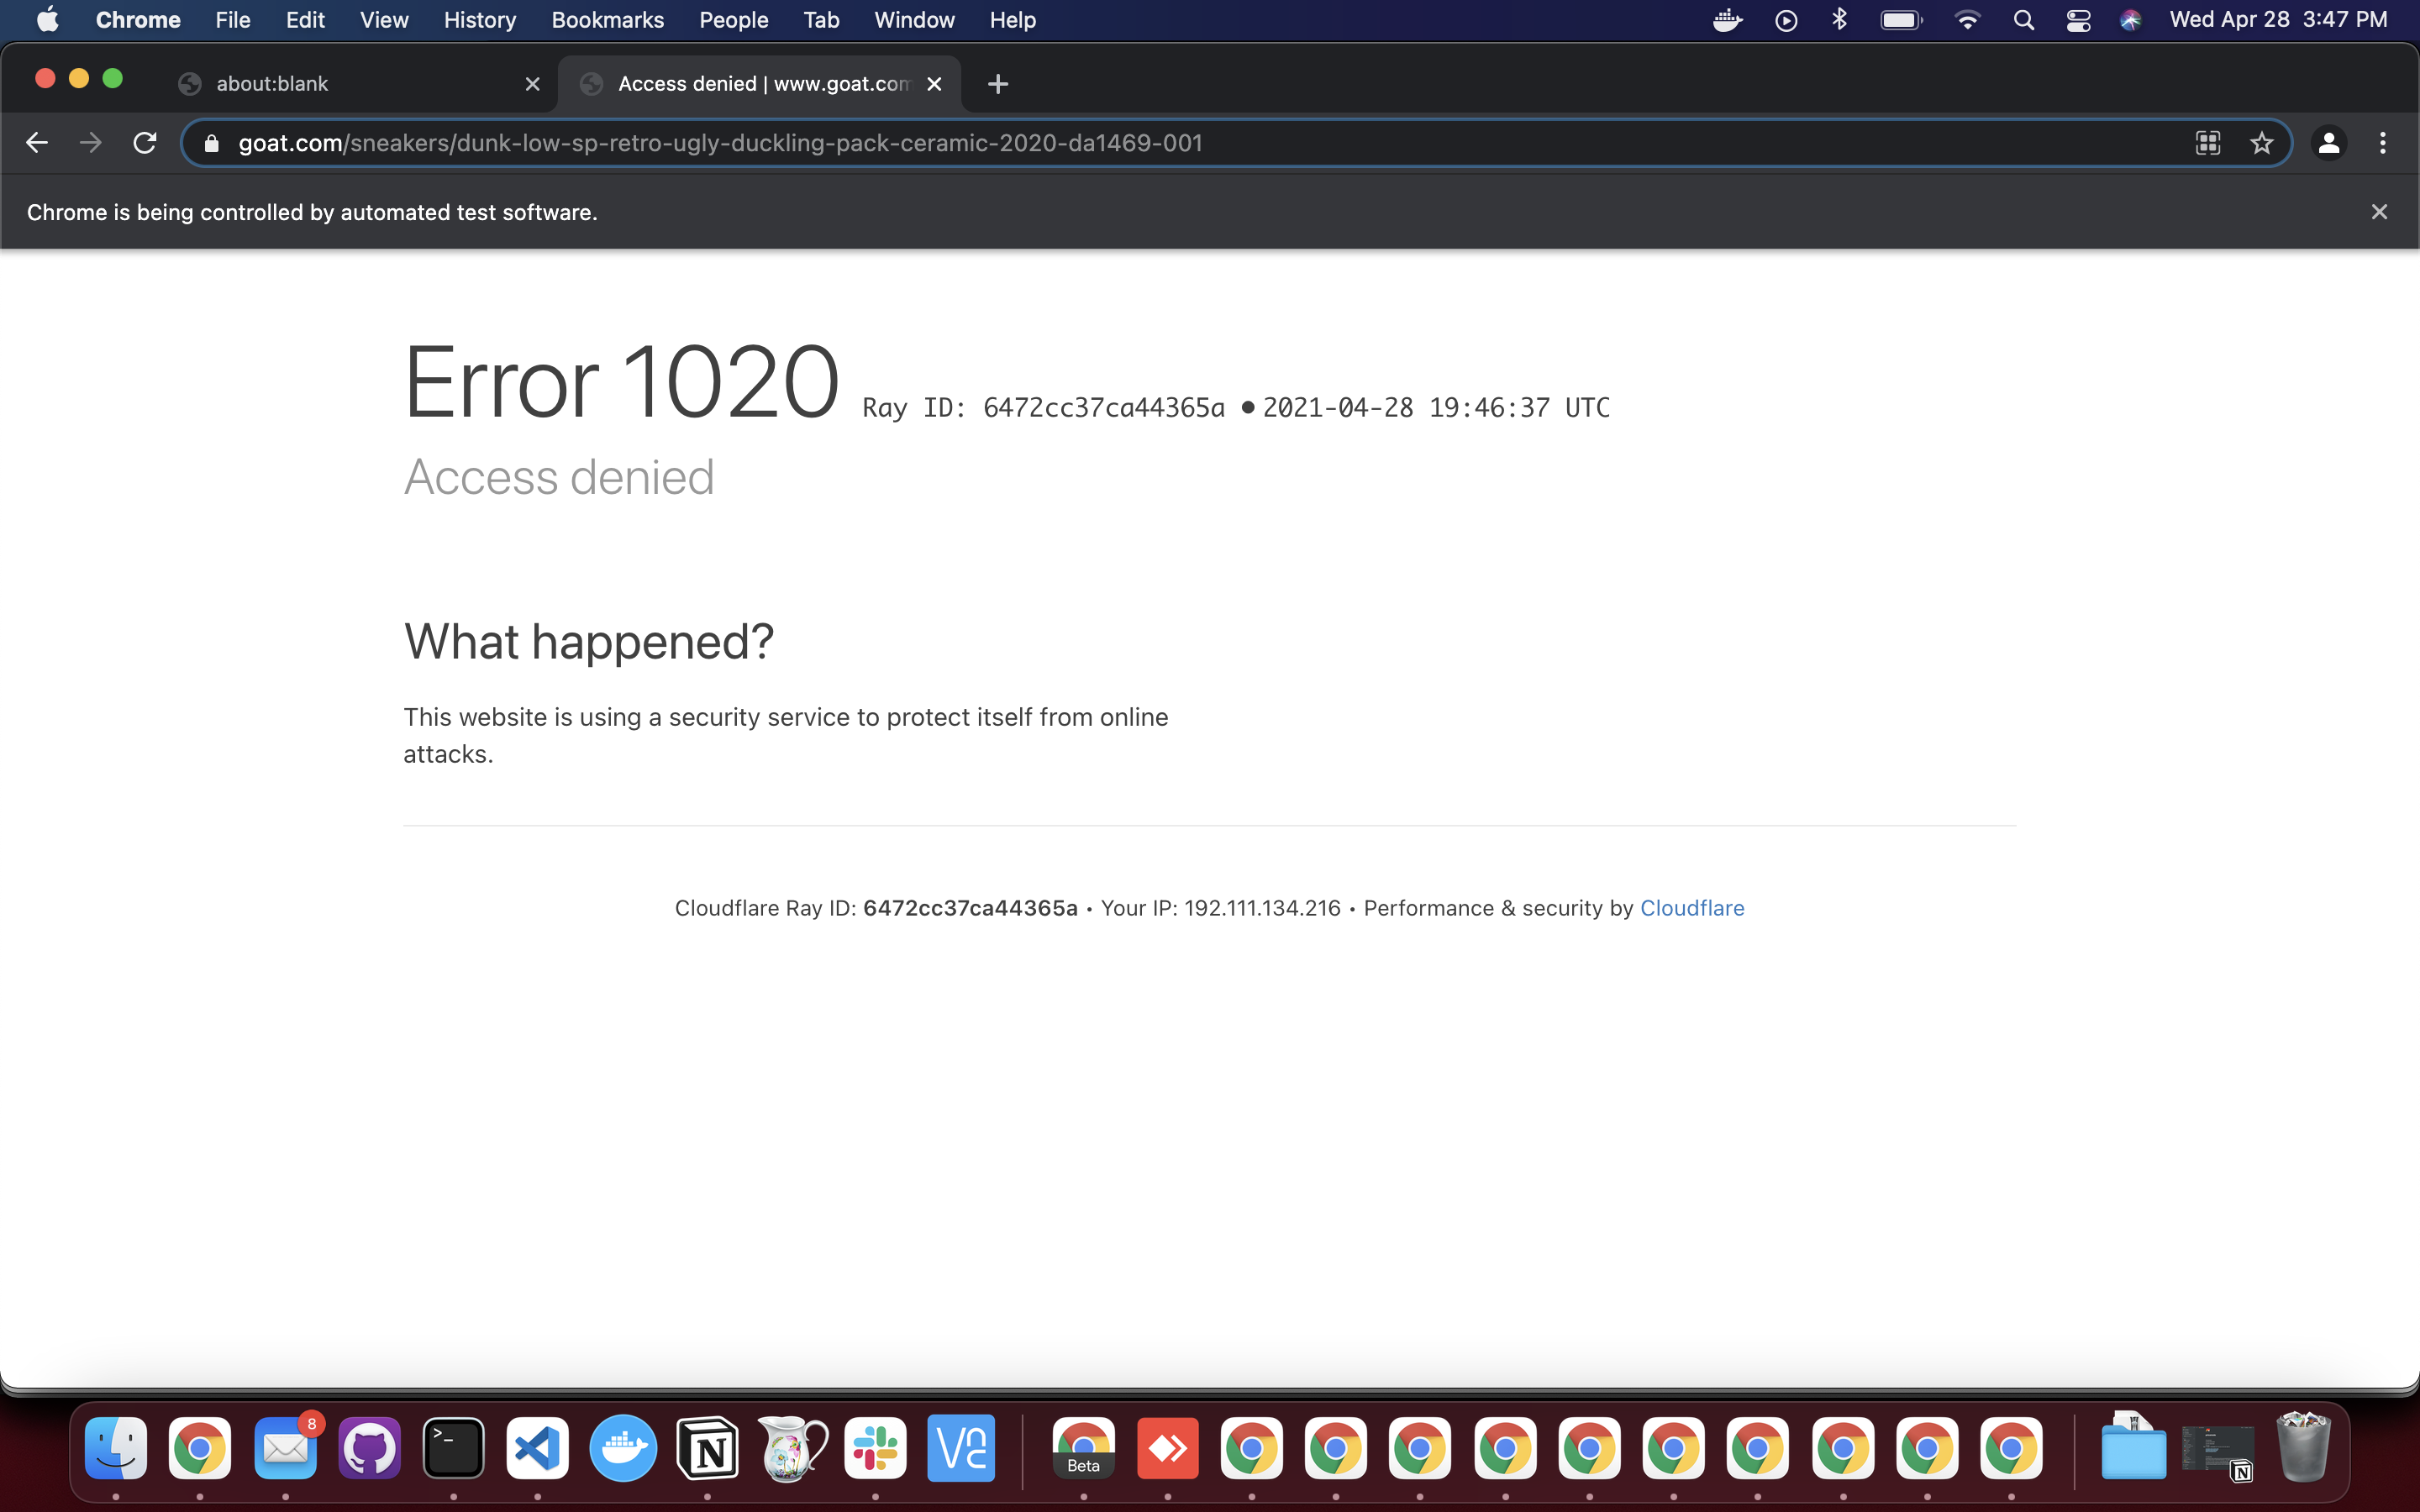 Chrome File Edit View History Bookmarks People Tab Window Help Wed Apr 28 3:47 PM
about:blank Access denied | www.goat.com
goat.com/sneakers/dunk-low-sp-retro-ugly-duckling-pack-ceramic-2020-da1469-001
Chrome is being controlled by automated test software.
Error 1020 Ray ID: 6472cc37ca44365a • 2021-04-28 19:46:37 UTC
Access denied
What happened?
This website is using a security service to protect itself from online
attacks.
Cloudflare Ray ID: 6472cc37ca44365a • Your IP: 192.111.134.216 • Performance & security by Cloudflare
8
>_
N
Beta
N